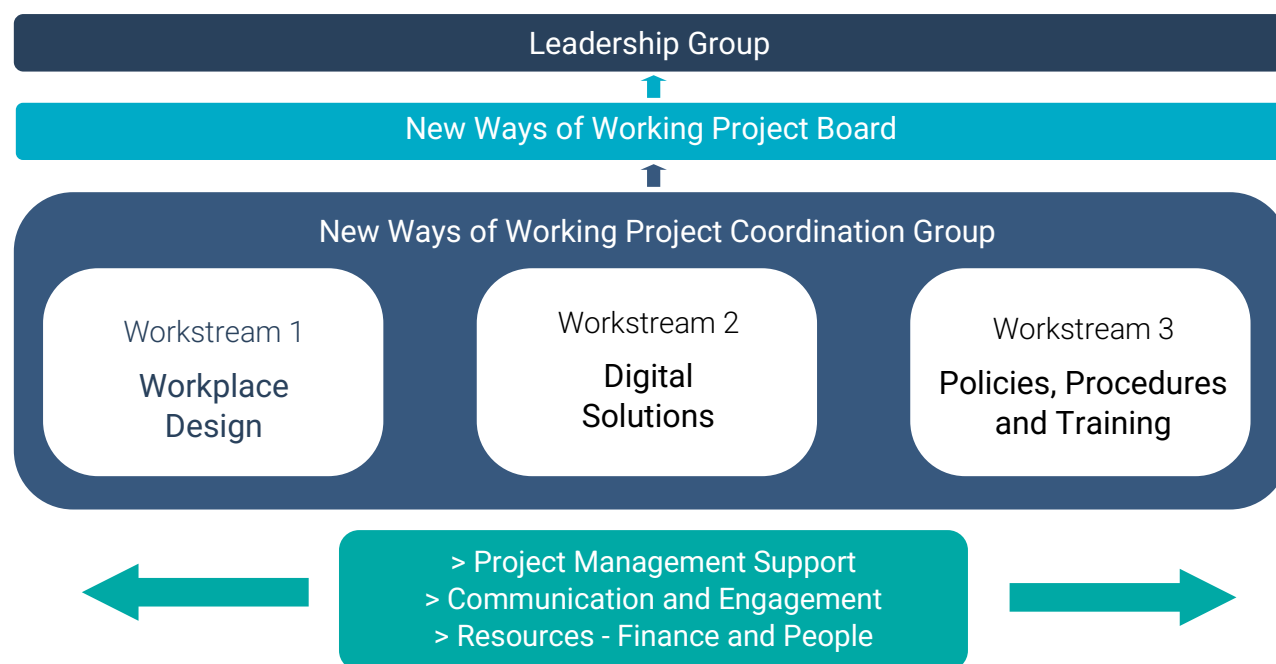 Leadership Group
New Ways of Working Project Board
New Ways of Working Project Coordination Group
Workstream 1
Workplace
Design
Workstream 2
Digital
Solutions
Workstream 3
Policies, Procedures
and Training
> Project Management Support
> Communication and Engagement
> Resources - Finance and People